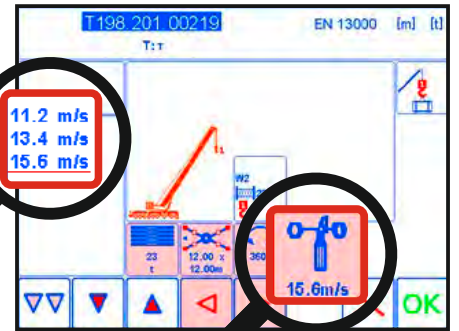 T198.201.00219 EN 13000 [m] [t]
T:T
11.2 m/s
13.4 m/s
15.6 m/s
W2
23
t
12.00 x
12.00m
360
15.6m/s
OK